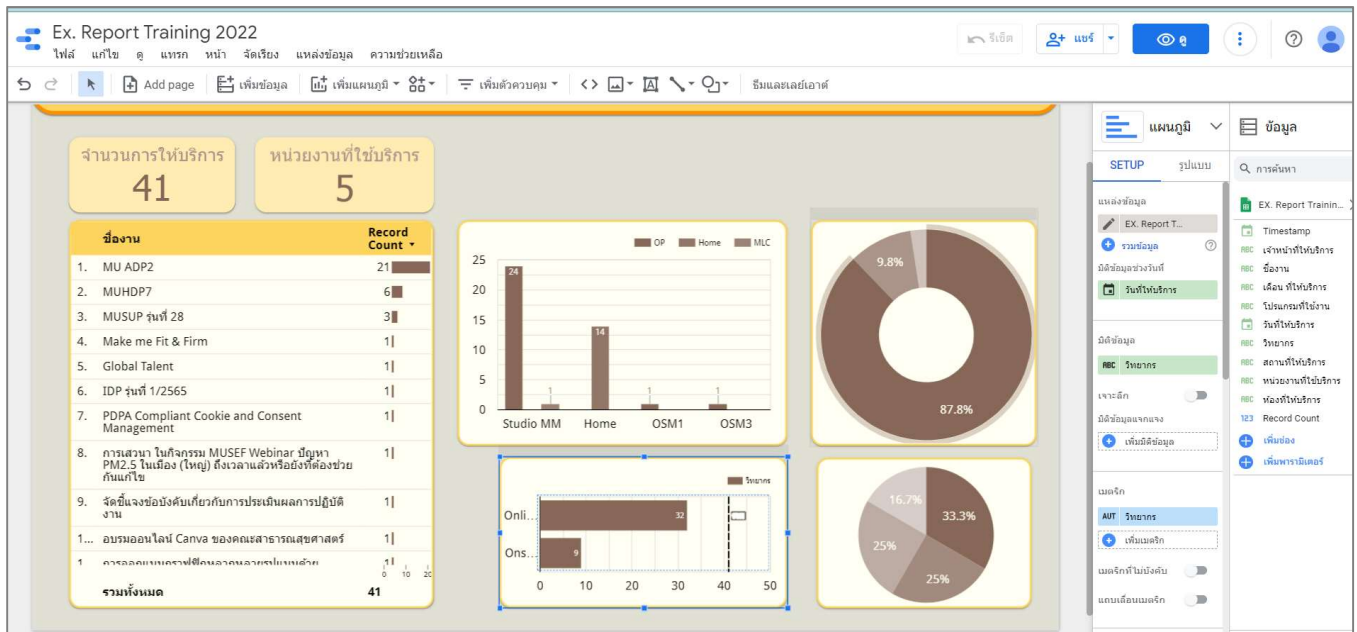 Ex. Report Training 2022
ไฟล์ แก้ไข ดู แทรก หน้า จัดเรียง แหล่งข้อมูล ความช่วยเหลือ
รีเซ็ต แชร์ ดู
Add page เพิ่มข้อมูล เพิ่มแผนภูมิ เพิ่มตัวควบคุม ธีมและเลย์เอาต์
จำนวนการให้บริการ
41
หน่วยงานที่ใช้บริการ
5
ชื่องาน Record Count
1. MU ADP2 21
2. MUHDP7 6
3. MUSUP รุ่นที่ 28 3
4. Make me Fit & Firm 1
5. Global Talent 1
6. IDP รุ่นที่ 1/2565 1
7. PDPA Compliant Cookie and Consent 1
Management
8. การเสวนา ในกิจกรรม MUSEF Webinar ปัญหา 1
PM2.5 ในเมือง (ใหญ่) ถึงเวลาแล้วหรือยังที่ต้องช่วย
กันแก้ไข
9. จัดชี้แจงข้อบังคับเกี่ยวกับการประเมินผลการปฏิบัติ 1
งาน
1... อบรมออนไลน์ Canva ของคณะสาธารณสุขศาสตร์ 1
1 1
0 10 20
รวมทั้งหมด 41
OP Home MLC
25
20
15
10
5
0
24 1 14 1 1
Studio MM Home OSM1 OSM3
9.8%
87.8%
วิทยากร
Onli... 32
Ons... 9
0 10 20 30 40 50
16.7%
33.3%
25%
25%
แผนภูมิ
SETUP รูปแบบ
แหล่งข้อมูล
EX. Report T...
รวมข้อมูล
มิติข้อมูลช่วงวันที่
วันที่ให้บริการ
มิติข้อมูล
ABC วิทยากร
เจาะลึก
มิติข้อมูลแจกแจง
เพิ่มมิติข้อมูล
เมตริก
AUT วิทยากร
เพิ่มเมตริก
เมตริกที่ไม่บังคับ
แถบเลื่อนเมตริก
ข้อมูล
การค้นหา
EX. Report Trainin...
Timestamp
ABC เจ้าหน้าที่ให้บริการ
ABC ชื่องาน
ABC เดือน ที่ให้บริการ
ABC โปรแกรมที่ใช้งาน
วันที่ให้บริการ
ABC วิทยากร
ABC สถานที่ให้บริการ
ABC หน่วยงานที่ใช้บริการ
ABC ห้องที่ให้บริการ
123 Record Count
เพิ่มช่อง
เพิ่มพารามิเตอร์